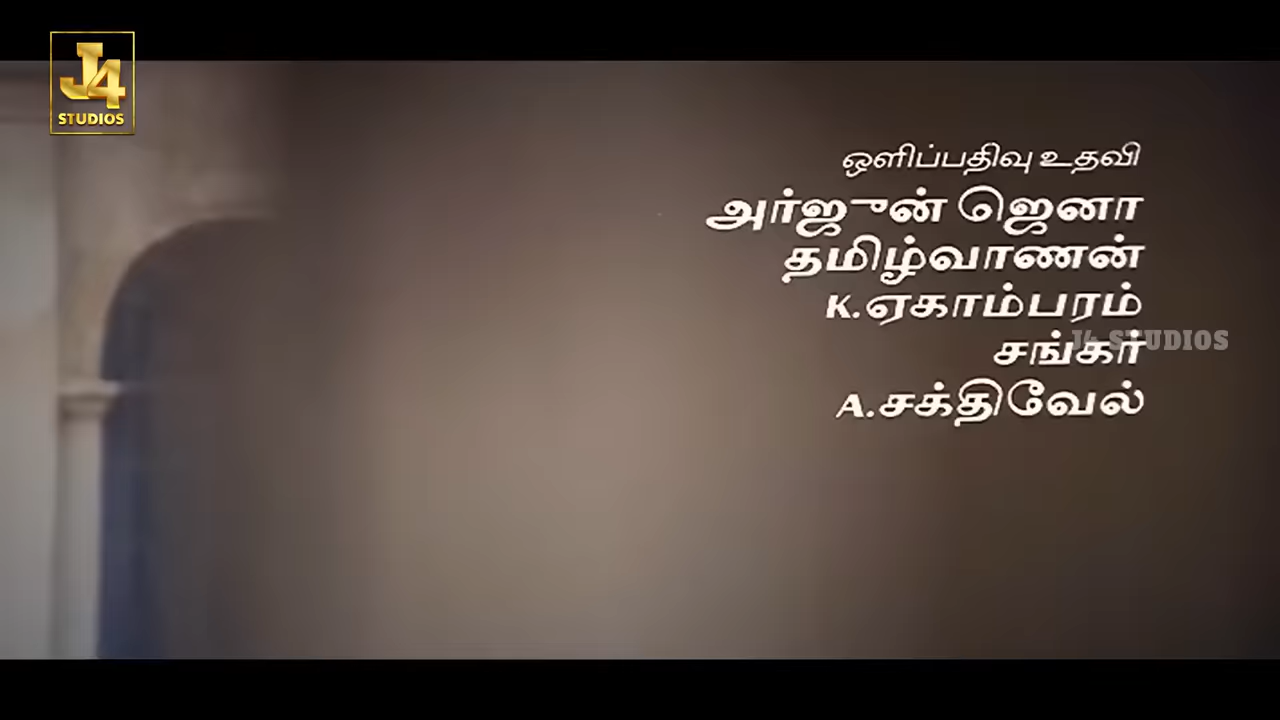 J4
STUDIOS
ஒளிப்பதிவு உதவி
அர்ஜுன் ஜெனா
தமிழ்வாணன்
K.ஏகாம்பரம்
J4 STUDIOS
சங்கர்
A.சக்திவேல்